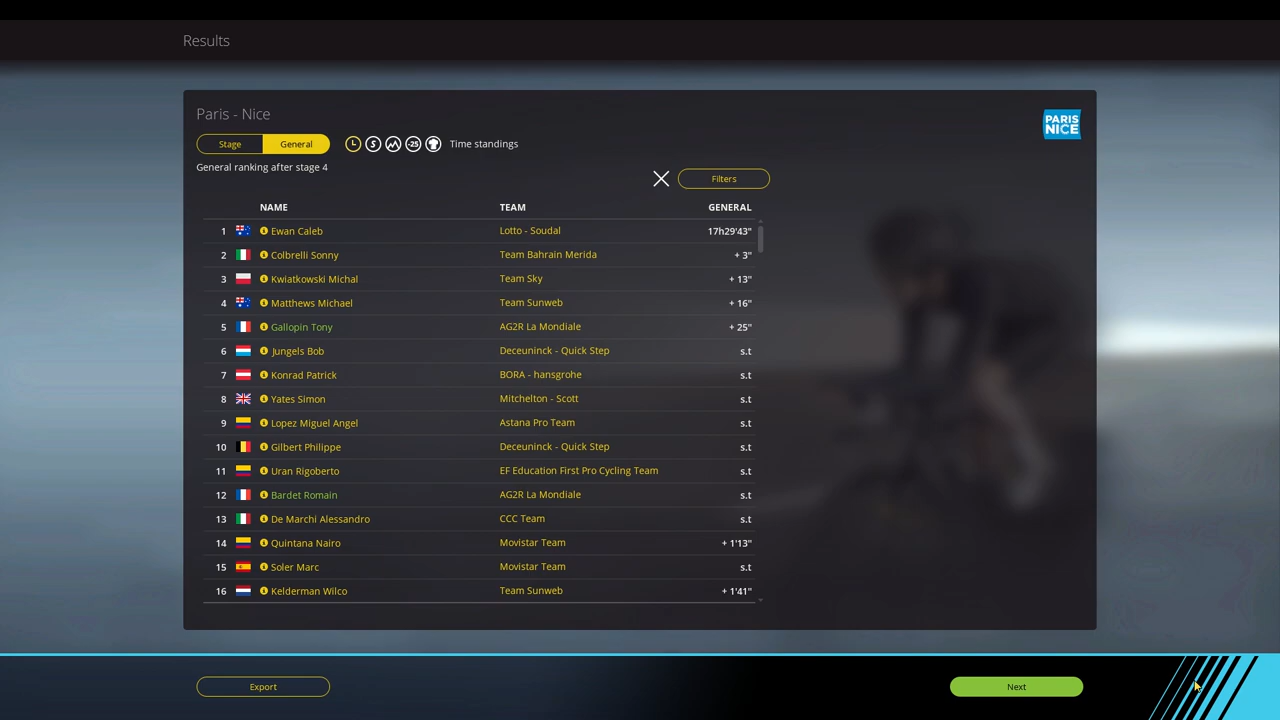 Results
Paris - Nice
PARIS
NICE
Stage General S -25 Time standings
General ranking after stage 4
Filters
NAME TEAM GENERAL
1 Ewan Caleb Lotto - Soudal 17h29'43"
2 Colbrelli Sonny Team Bahrain Merida + 3"
3 Kwiatkowski Michal Team Sky + 13"
4 Matthews Michael Team Sunweb + 16"
5 Gallopin Tony AG2R La Mondiale + 25"
6 Jungels Bob Deceuninck - Quick Step s.t
7 Konrad Patrick BORA - hansgrohe s.t
8 Yates Simon Mitchelton - Scott s.t
9 Lopez Miguel Angel Astana Pro Team s.t
10 Gilbert Philippe Deceuninck - Quick Step s.t
11 Uran Rigoberto EF Education First Pro Cycling Team s.t
12 Bardet Romain AG2R La Mondiale s.t
13 De Marchi Alessandro CCC Team s.t
14 Quintana Nairo Movistar Team + 1'13"
15 Soler Marc Movistar Team s.t
16 Kelderman Wilco Team Sunweb + 1'41"
Export Next